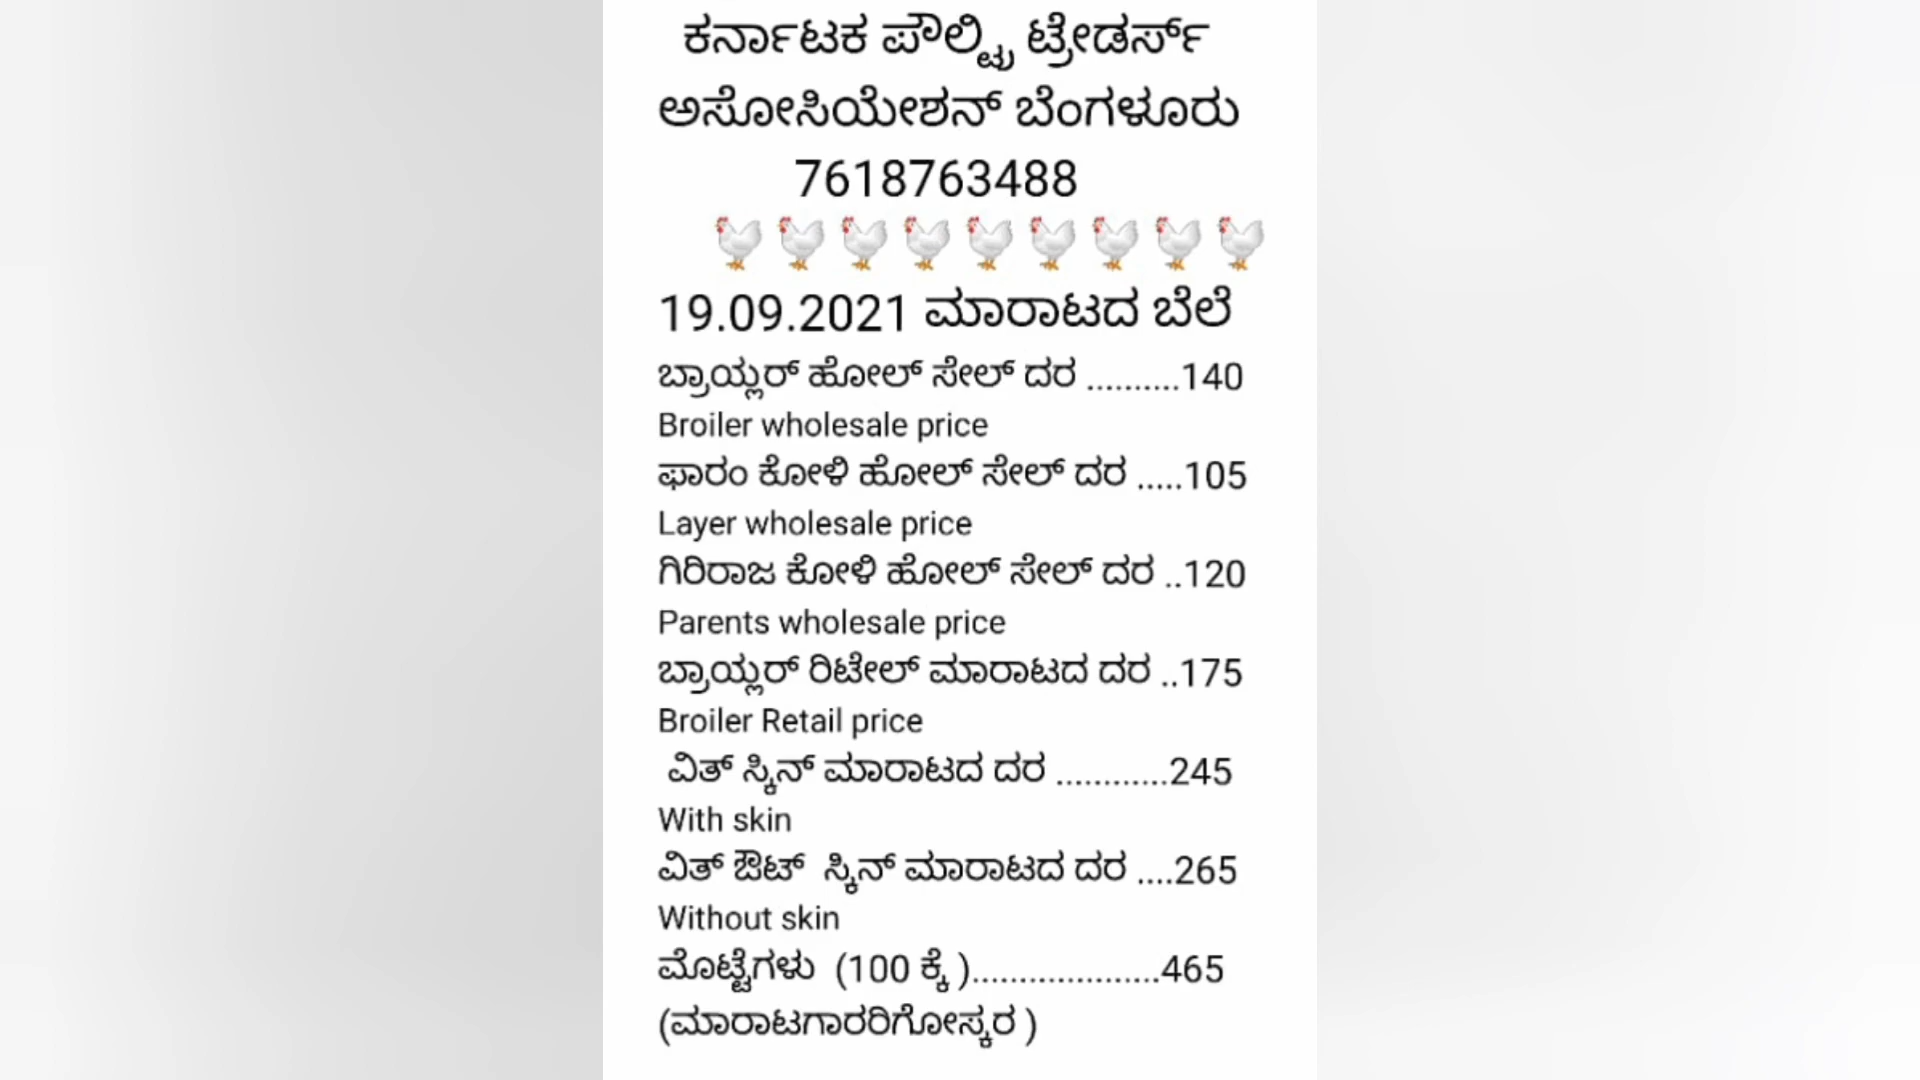 ಕರ್ನಾಟಕ ಪೌಲ್ಟ್ರಿ ಟ್ರೇಡರ್ಸ್
ಅಸೋಸಿಯೇಶನ್ ಬೆಂಗಳೂರು
7618763488
🐓🐓🐓🐓🐓🐓🐓🐓🐓
19.09.2021 ಮಾರಾಟದ ಬೆಲೆ
ಬ್ರಾಯ್ಲರ್ ಹೋಲ್ ಸೇಲ್ ದರ ..........140
Broiler wholesale price
ಫಾರಂ ಕೋಳಿ ಹೋಲ್ ಸೇಲ್ ದರ .....105
Layer wholesale price
ಗಿರಿರಾಜ ಕೋಳಿ ಹೋಲ್ ಸೇಲ್ ದರ ..120
Parents wholesale price
ಬ್ರಾಯ್ಲರ್ ರಿಟೇಲ್ ಮಾರಾಟದ ದರ ..175
Broiler Retail price
ವಿತ್ ಸ್ಕಿನ್ ಮಾರಾಟದ ದರ ............245
With skin
ವಿತ್ ಔಟ್ ಸ್ಕಿನ್ ಮಾರಾಟದ ದರ ....265
Without skin
ಮೊಟ್ಟೆಗಳು (100 ಕ್ಕೆ )....................465
(ಮಾರಾಟಗಾರರಿಗೋಸ್ಕರ )